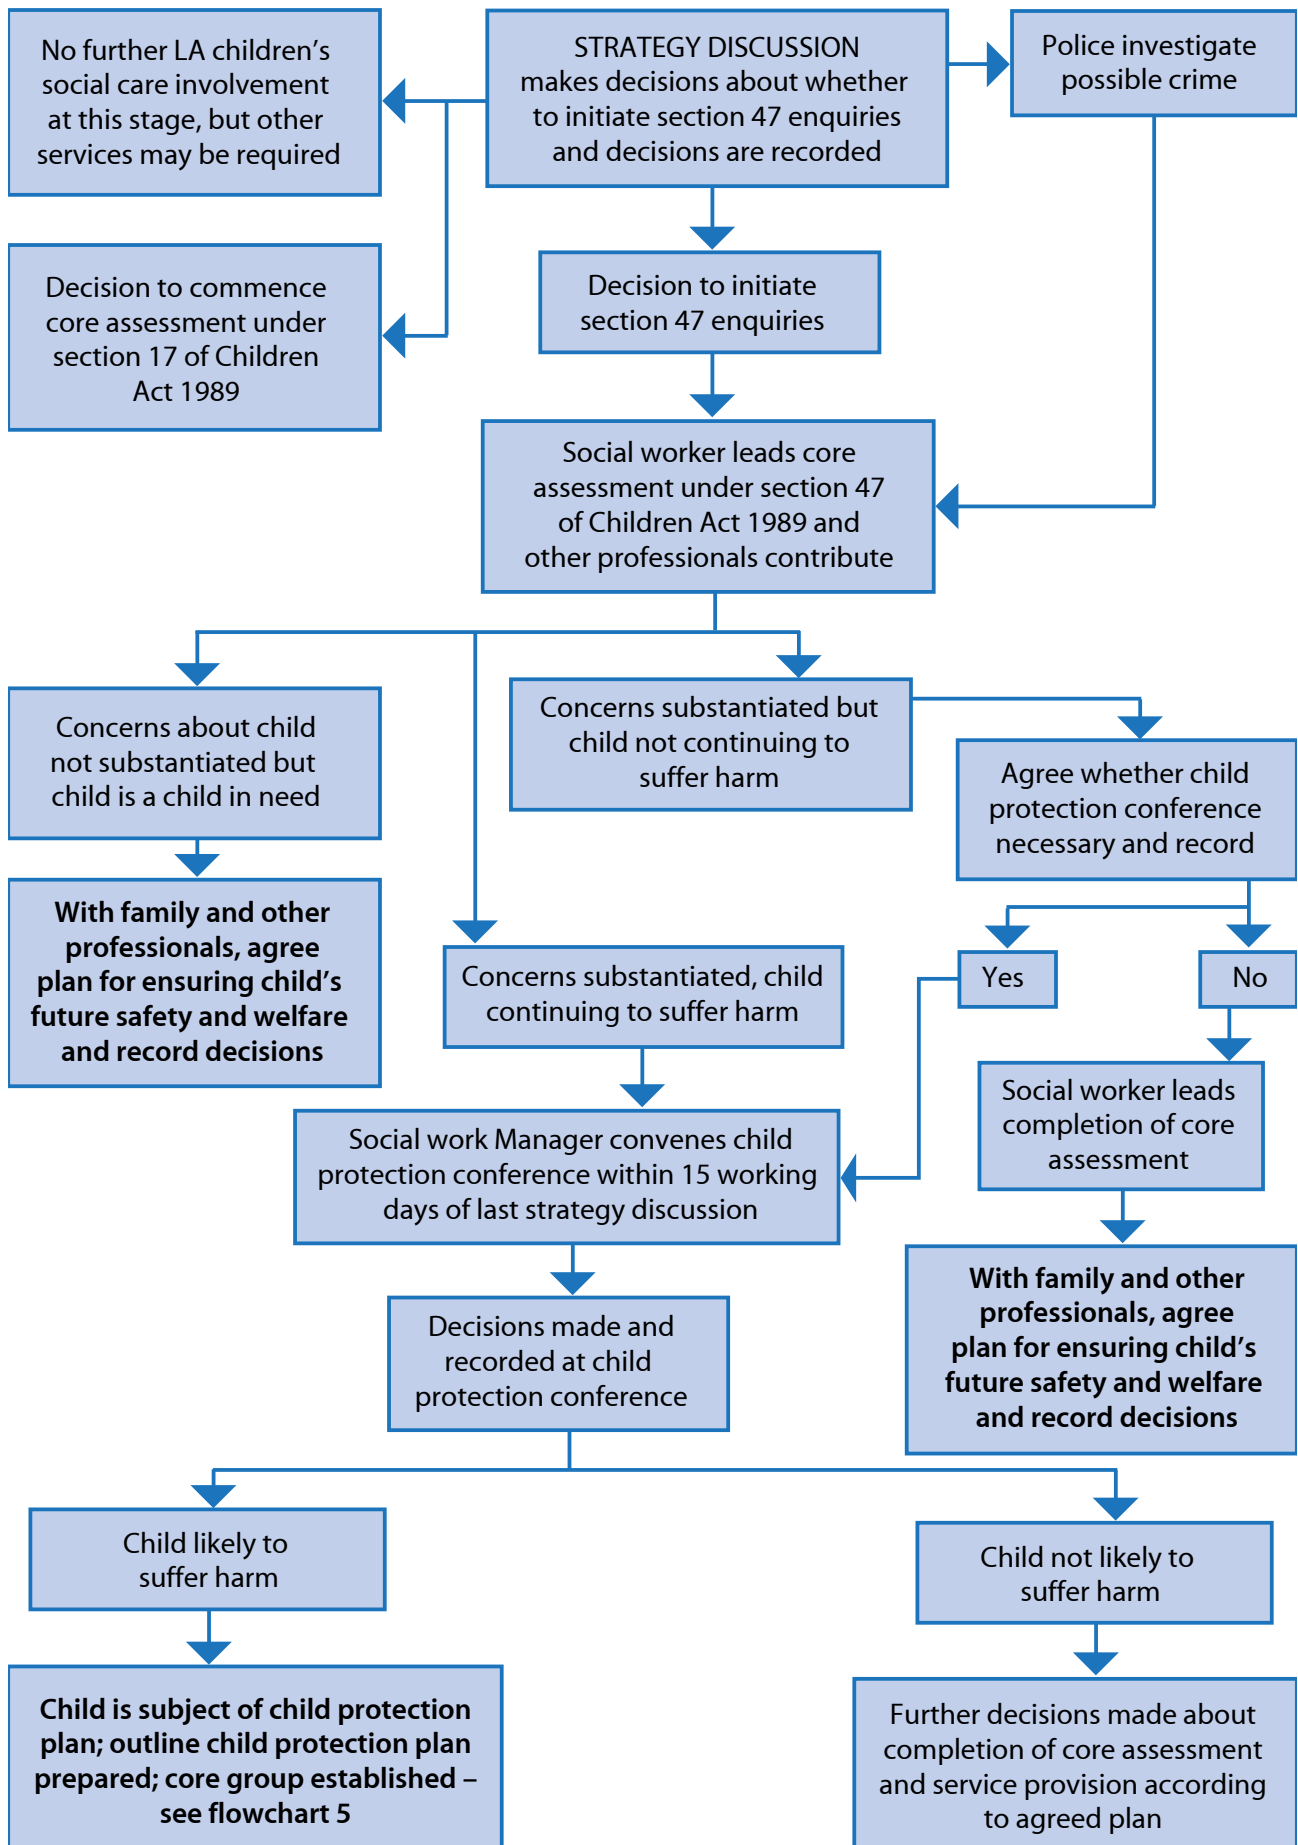 No further LA children’s
social care involvement
at this stage, but other
services may be required
STRATEGY DISCUSSION
makes decisions about whether
to initiate section 47 enquiries
and decisions are recorded
Police investigate
possible crime
Decision to commence
core assessment under
section 17 of Children
Act 1989
Decision to initiate
section 47 enquiries
Social worker leads core
assessment under section 47
of Children Act 1989 and
other professionals contribute
Concerns about child
not substantiated but
child is a child in need
Concerns substantiated but
child not continuing to
suffer harm
Agree whether child
protection conference
necessary and record
With family and other
professionals, agree
plan for ensuring child’s
future safety and welfare
and record decisions
Concerns substantiated, child
continuing to suffer harm
Yes
No
Social worker leads
completion of core
assessment
Social work Manager convenes child
protection conference within 15 working
days of last strategy discussion
With family and other
professionals, agree
plan for ensuring child’s
future safety and welfare
and record decisions
Decisions made and
recorded at child
protection conference
Child likely to
suffer harm
Child not likely to
suffer harm
Child is subject of child protection
plan; outline child protection plan
prepared; core group established –
see flowchart 5
Further decisions made about
completion of core assessment
and service provision according
to agreed plan